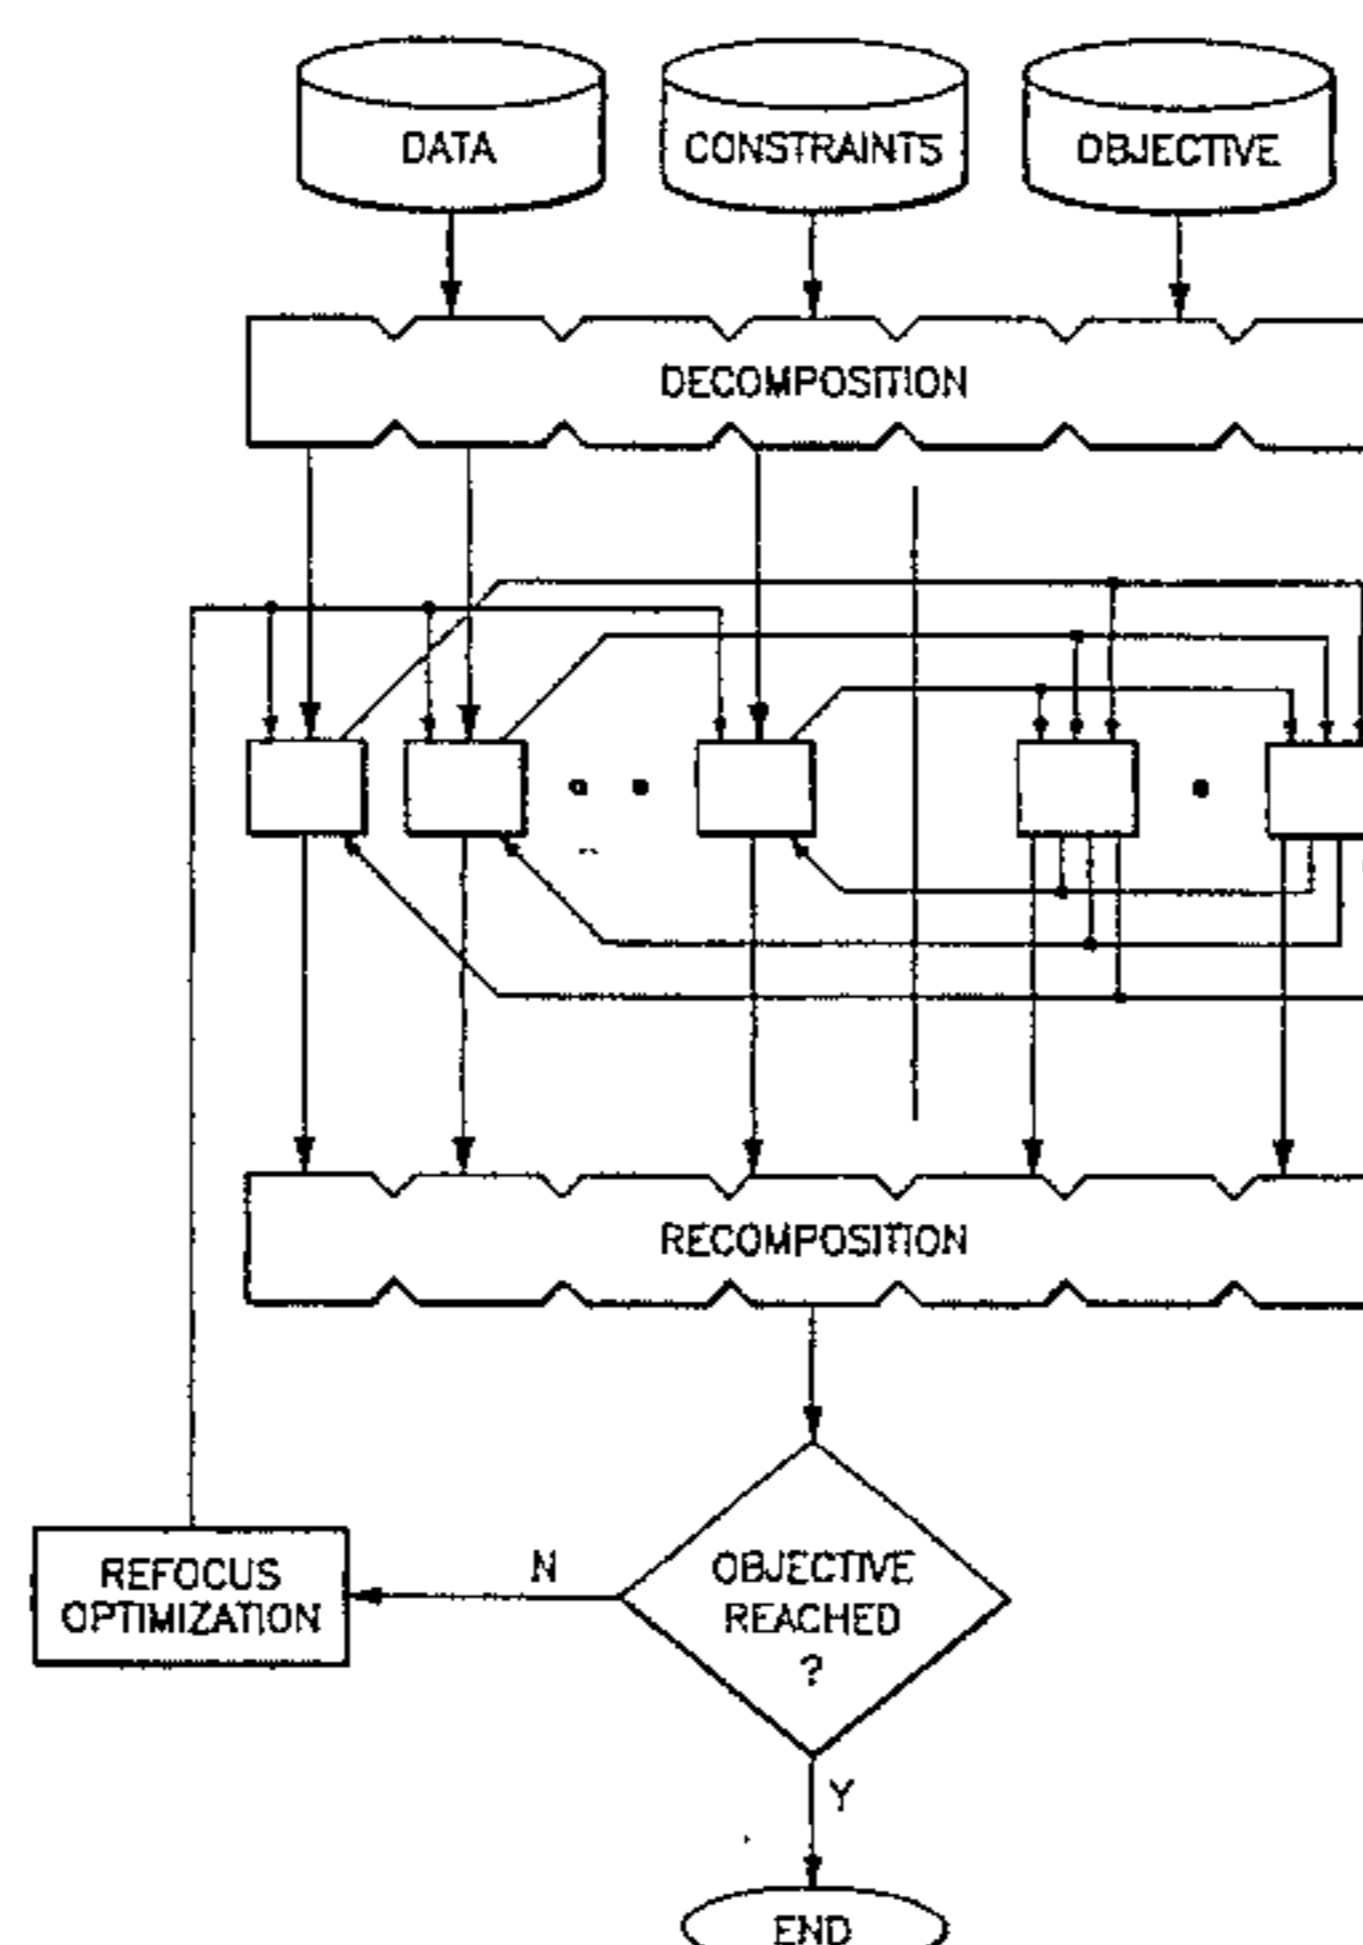 DATA
CONSTRAINTS
OBJECTIVE
DECOMPOSITION
RECOMPOSITION
REFOCUS
OPTIMIZATION
N
OBJECTIVE
REACHED
?
Y
END